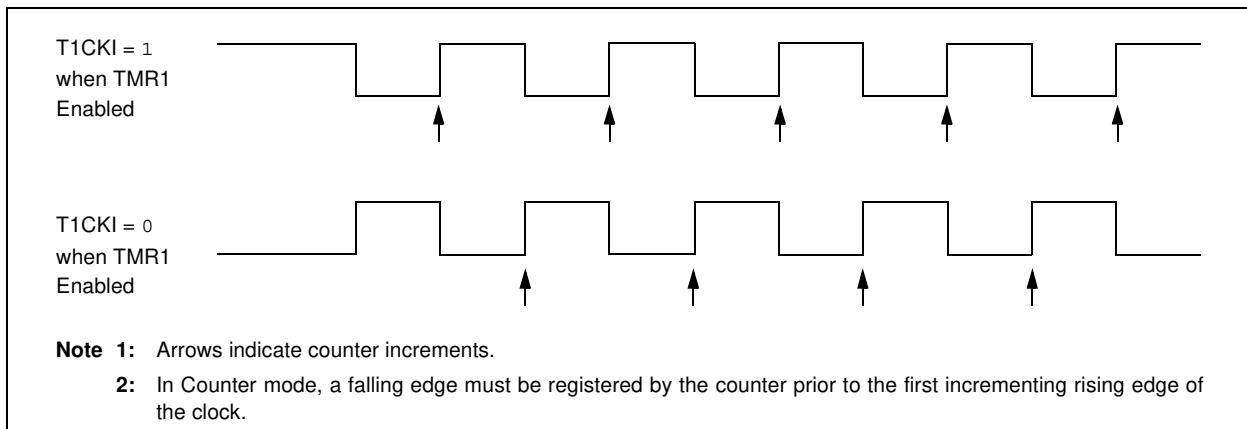 T1CKI = 1
when TMR1
Enabled
T1CKI = 0
when TMR1
Enabled
Note 1: Arrows indicate counter increments.
2: In Counter mode, a falling edge must be registered by the counter prior to the first incrementing rising edge of
the clock.